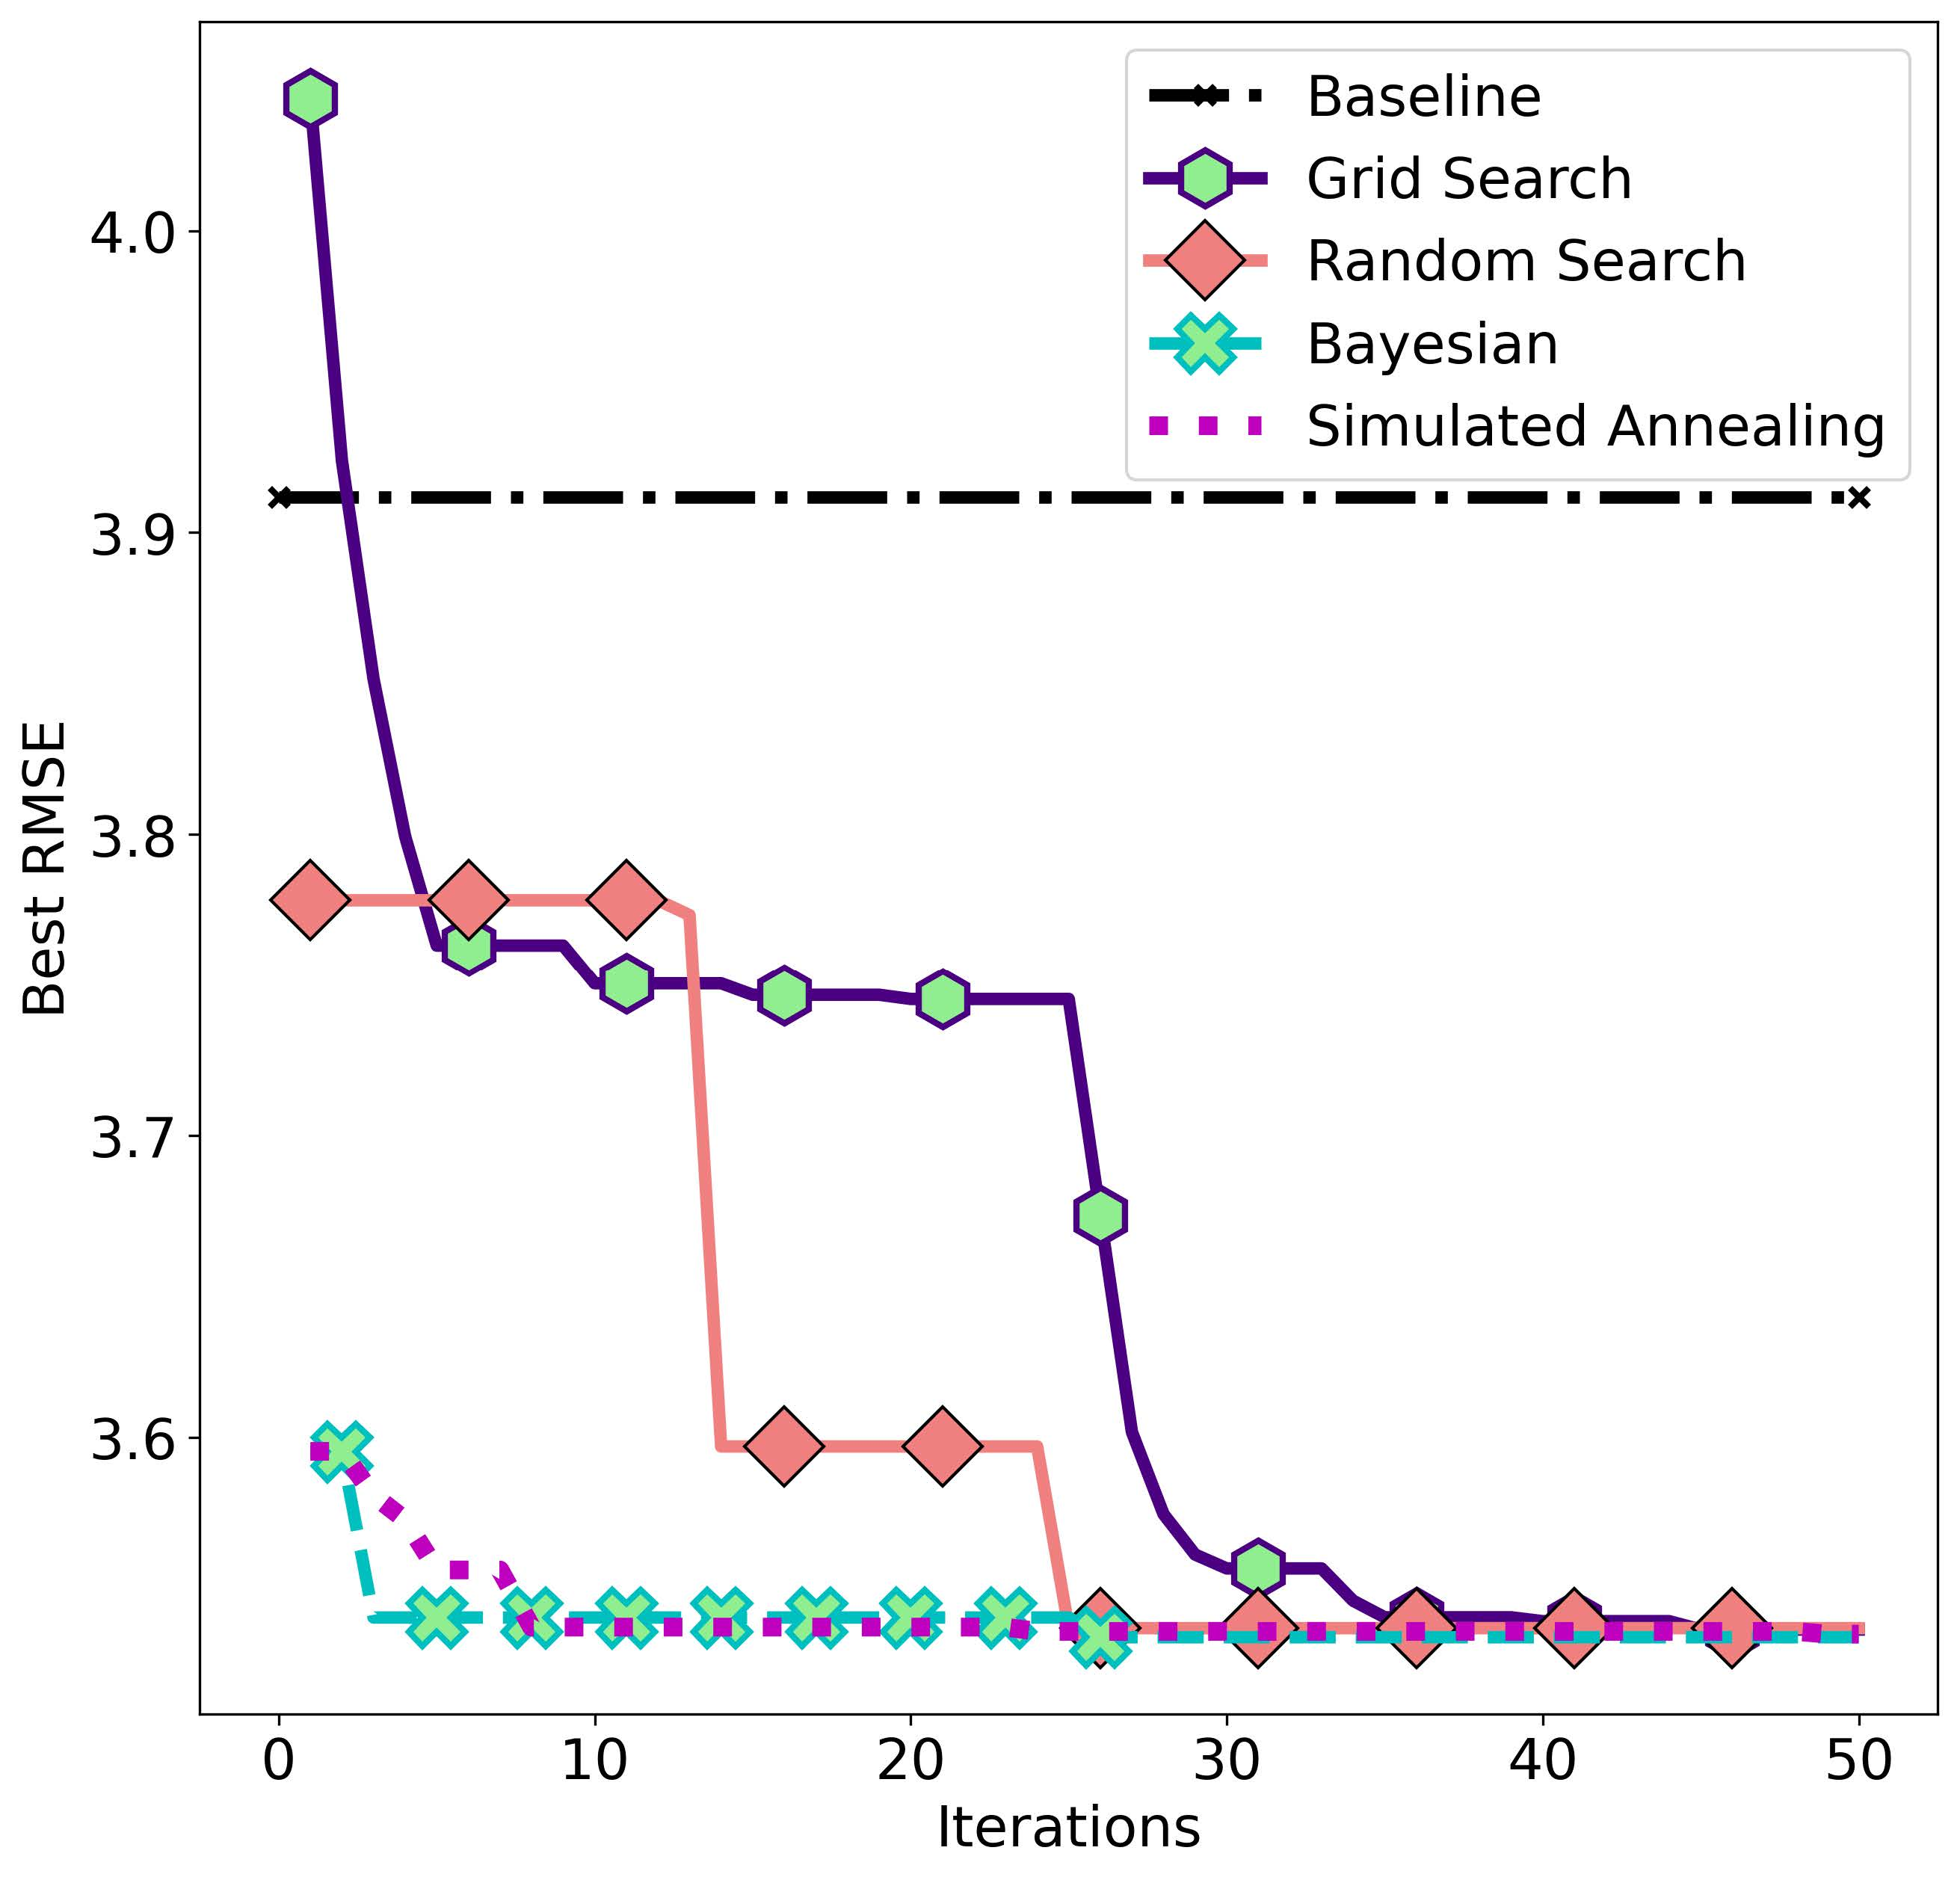 Baseline
Grid Search
Random Search
Bayesian
Simulated Annealing
Best RMSE
4.0
3.9
3.8
3.7
3.6
0 10 20 30 40 50
Iterations